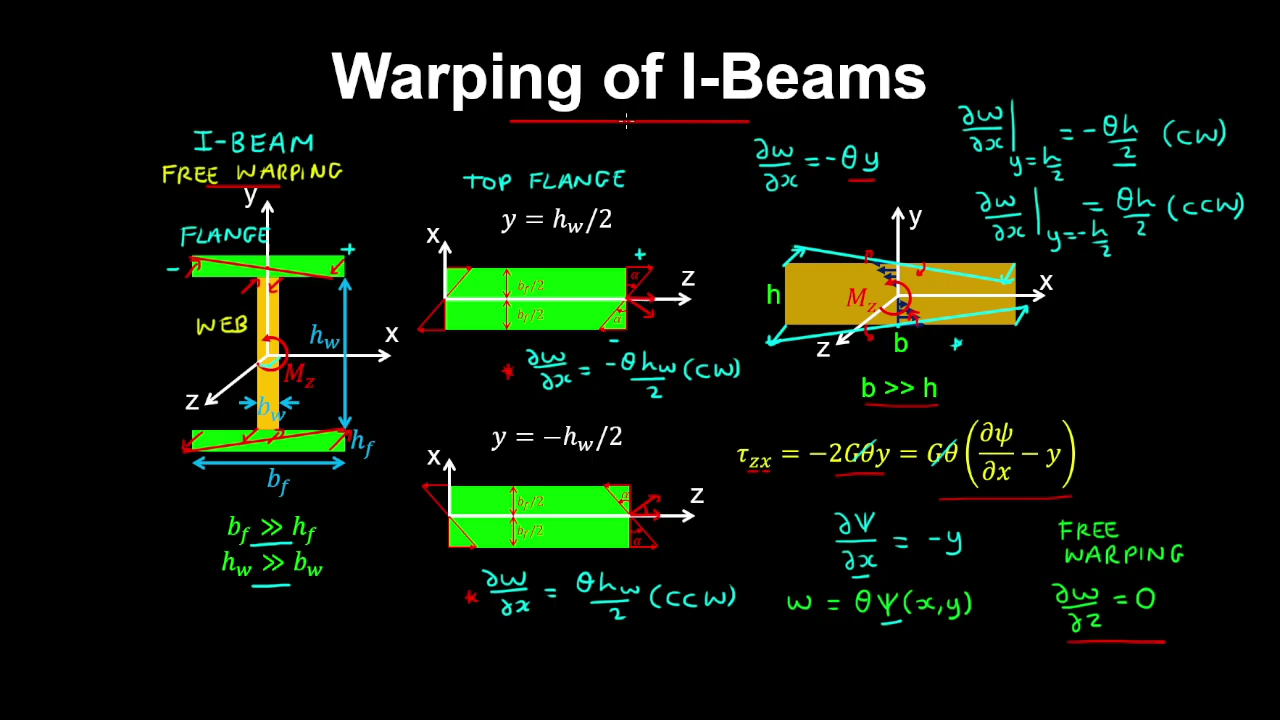 Warping of I-Beams
I-BEAM
FREE WARPING
y
FLANGE
-
+
WEB
h_w
x
M_z
z
b_w
h_f
b_f
b_f ≫ h_f
h_w ≫ b_w
TOP FLANGE
y = h_w/2
x
+
α
b_f/2
z
b_f/2
α
-
* ∂w/∂x = -θh_w/2 (CW)
y = −h_w/2
x
α
b_f/2
z
b_f/2
α
* ∂w/∂x = θh_w/2 (CCW)
∂w/∂x = -θy
∂w/∂x|y=h/2 = -θh/2 (CW)
∂w/∂x|y=-h/2 = θh/2 (CCW)
y
x
h
M_z
z
b
+
b >> h
τ_zx = −2Gθy = Gθ(∂ψ/∂x − y)
∂Ψ/∂x = -y
w = θΨ(x,y)
FREE
WARPING
∂w/∂z = 0